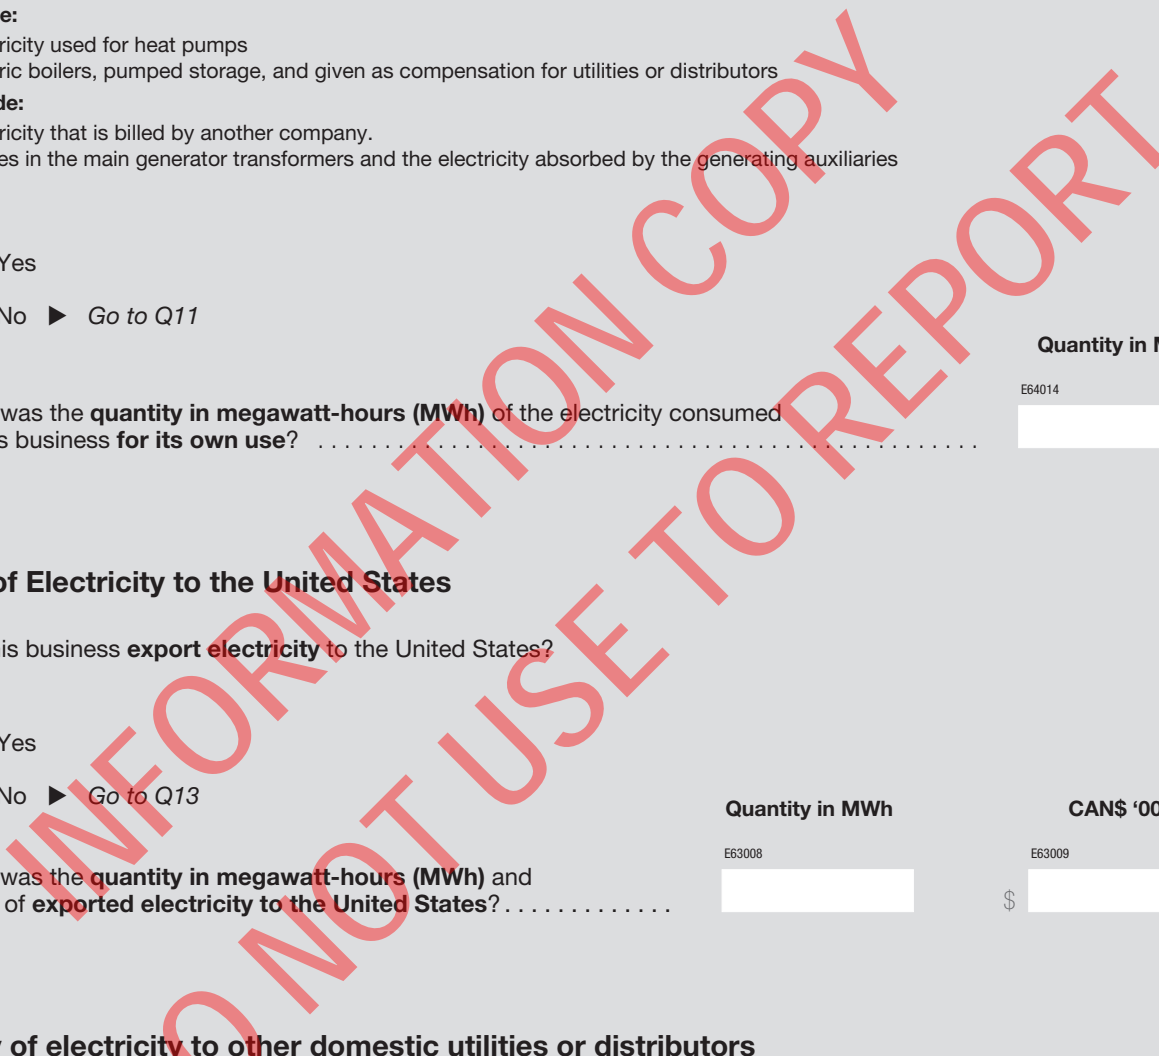 e:
ricity used for heat pumps
ric boilers, pumped storage, and given as compensation for utilities or distributors
de:
ricity that is billed by another company.
es in the main generator transformers and the electricity absorbed by the generating auxiliaries
Yes
No ▶ Go to Q11
Quantity in M
E64014
was the quantity in megawatt-hours (MWh) of the electricity consumed
s business for its own use? . . . . . . . . . . . . . . . . . . . . . . . . . . . . . . . . . . . . . . . . . . . . . . . . . .
of Electricity to the United States
is business export electricity to the United States?
Yes
No ▶ Go to Q13
Quantity in MWh CAN$ ‘00
E63008 E63009
was the quantity in megawatt-hours (MWh) and
of exported electricity to the United States? . . . . . . . . . . . . . $
y of electricity to other domestic utilities or distributors
INFORMATION COPY
O NOT USE TO REPORT